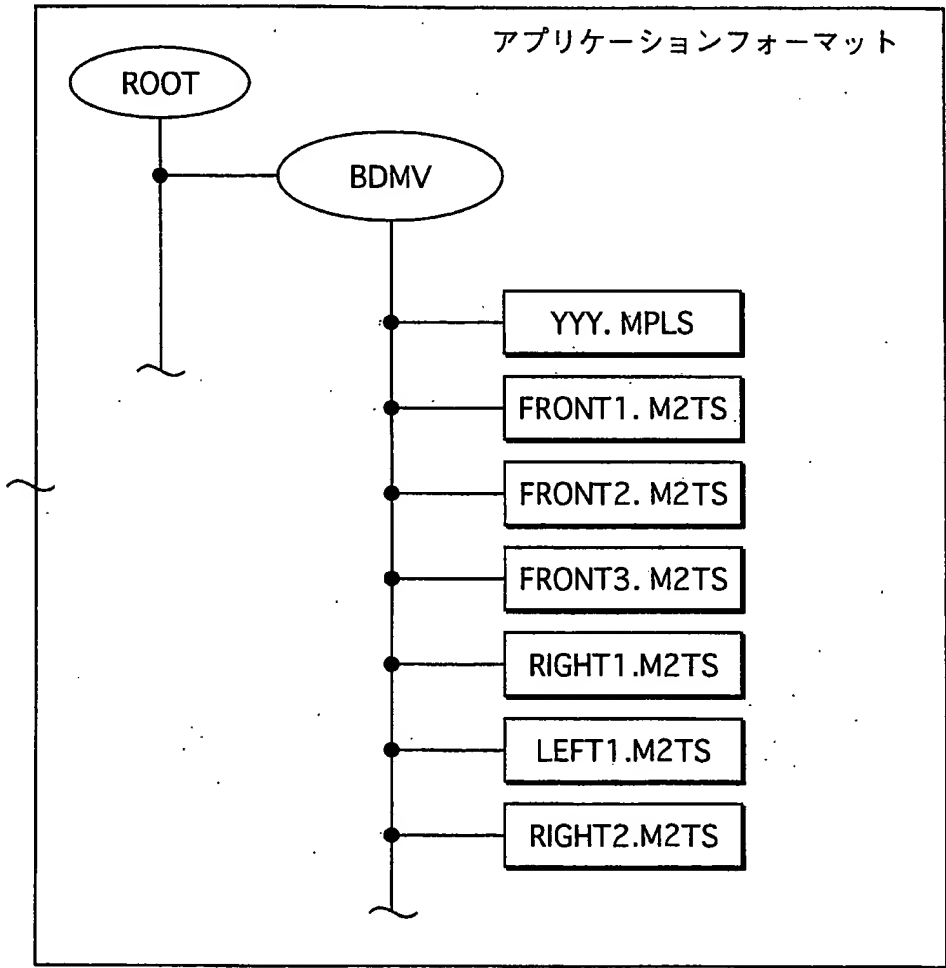 アプリケーションフォーマット
ROOT
BDMV
YYY. MPLS
FRONT1. M2TS
FRONT2. M2TS
FRONT3. M2TS
RIGHT1.M2TS
LEFT1.M2TS
RIGHT2.M2TS